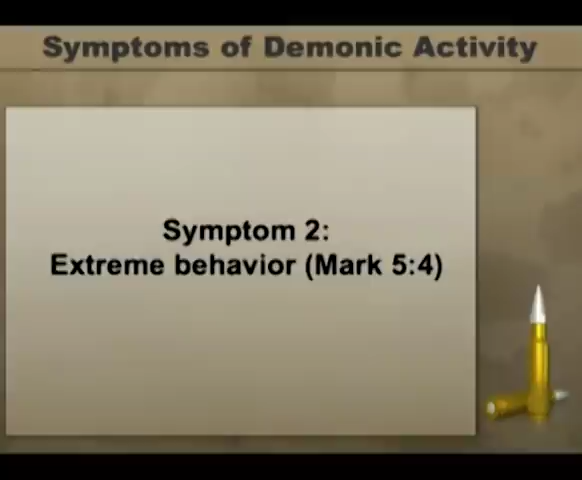 Symptoms of Demonic Activity
Symptom 2:
Extreme behavior (Mark 5:4)